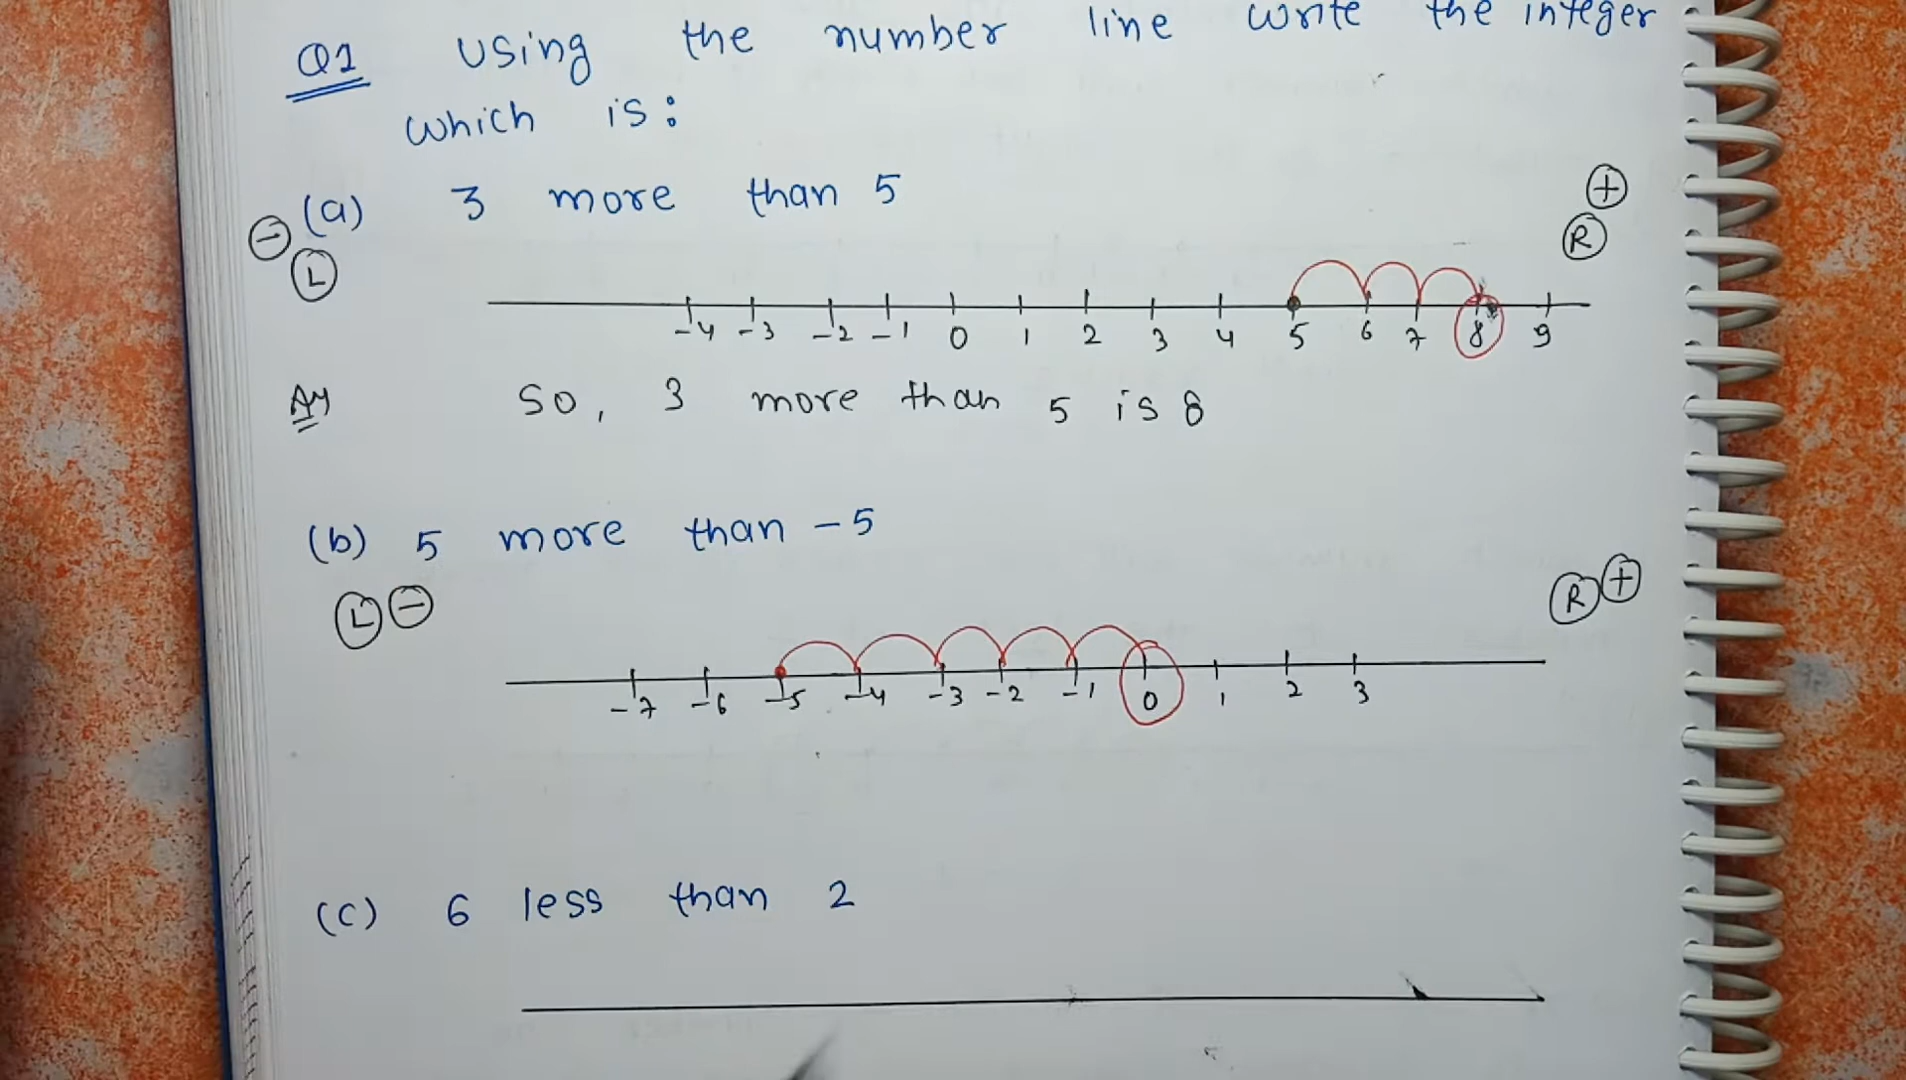 Q1 Using the number line write the integer
which is:
(a) 3 more than 5
− L + R
-4 -3 -2 -1 0 1 2 3 4 5 6 7 8 9
So, 3 more than 5 is 8
(b) 5 more than -5
L − R +
-7 -6 -5 -4 -3 -2 -1 0 1 2 3
(c) 6 less than 2